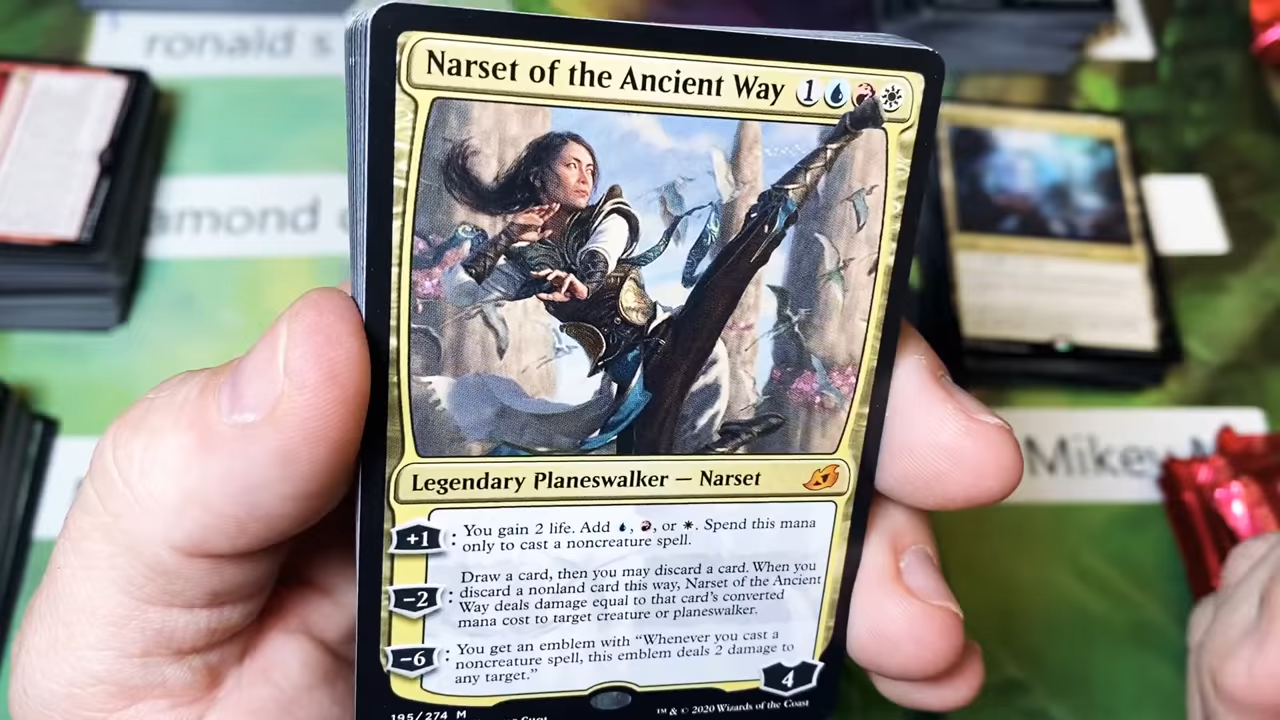 ronald s
Narset of the Ancient Way 1
amond
Legendary Planeswalker — Narset
Mikey
+1 : You gain 2 life. Add , , or . Spend this mana
only to cast a noncreature spell.
−2 : Draw a card, then you may discard a card. When you
discard a nonland card this way, Narset of the Ancient
Way deals damage equal to that card's converted
mana cost to target creature or planeswalker.
−6 : You get an emblem with “Whenever you cast a
noncreature spell, this emblem deals 2 damage to
any target.”
4
195/274 M
™ & © 2020 Wizards of the Coast